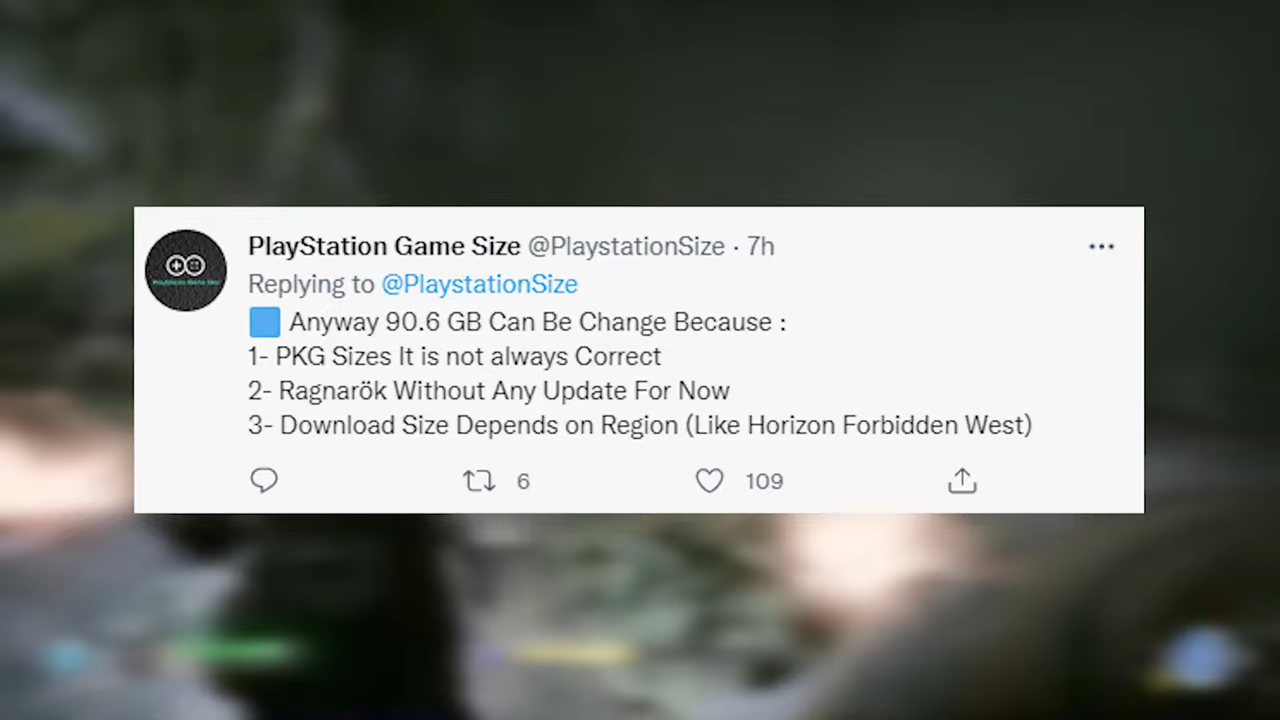 PlayStation Game Size @PlaystationSize · 7h
Replying to @PlaystationSize
Anyway 90.6 GB Can Be Change Because :
1- PKG Sizes It is not always Correct
2- Ragnarök Without Any Update For Now
3- Download Size Depends on Region (Like Horizon Forbidden West)
6 109